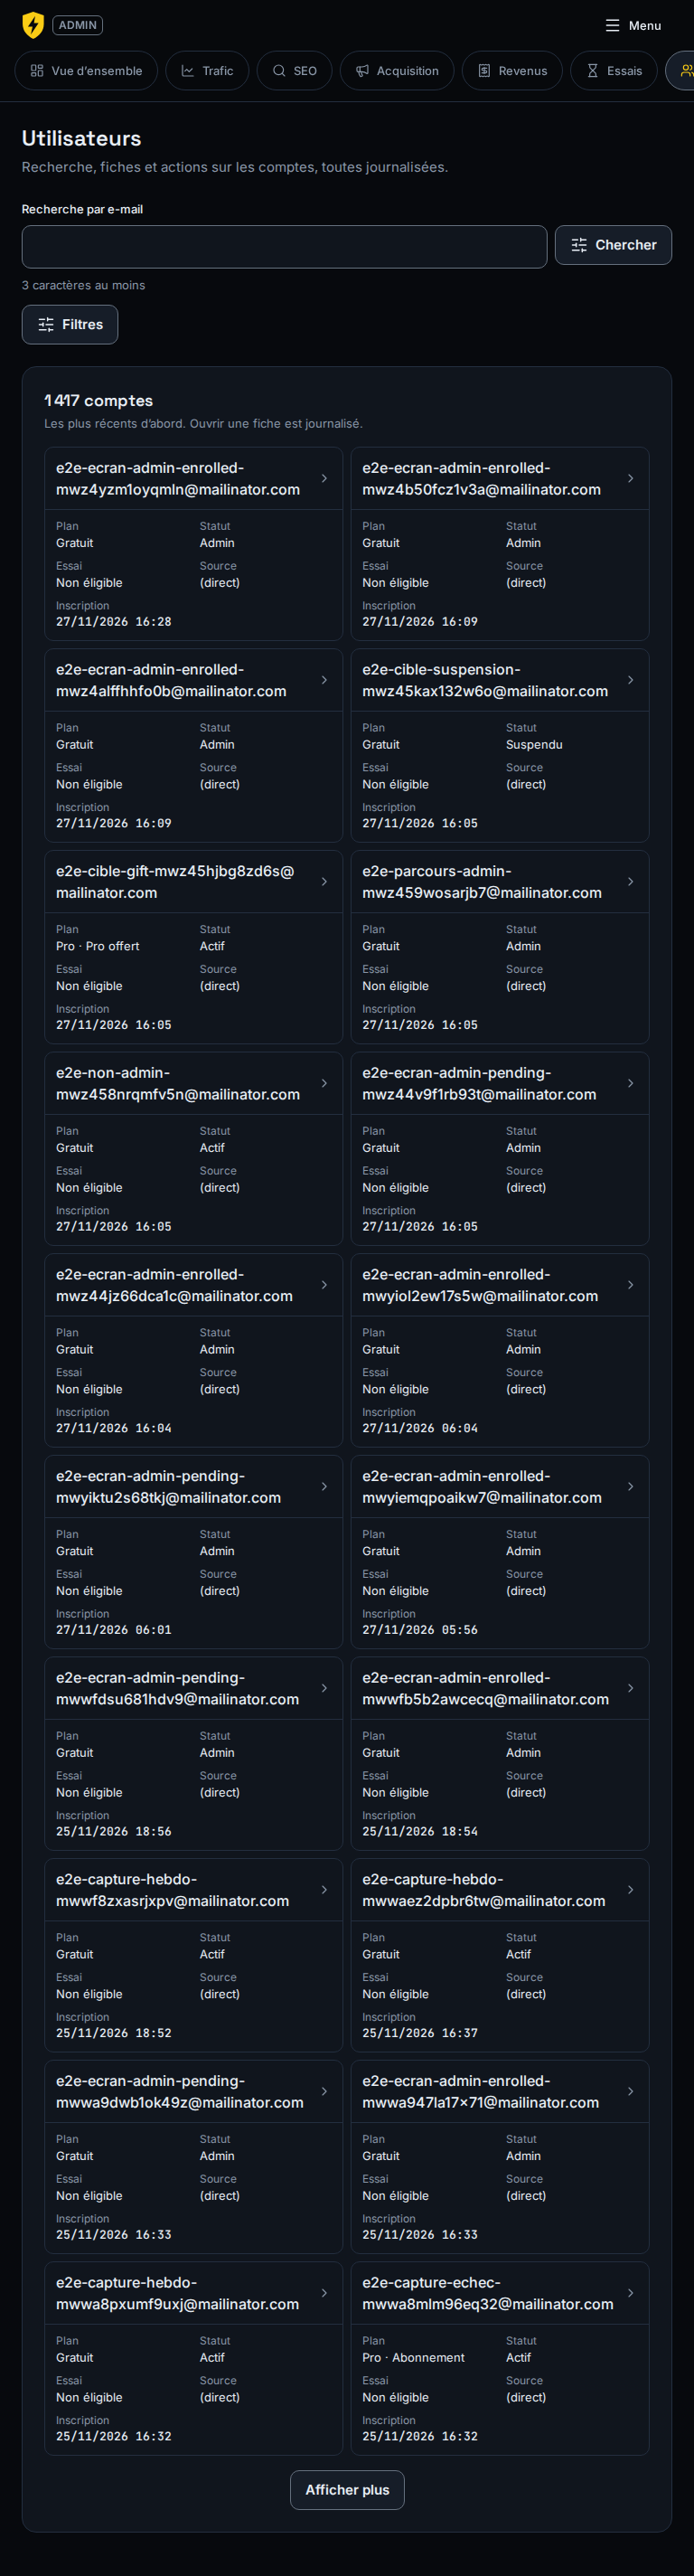 ADMIN
Menu
Vue d'ensemble
Trafic
SEO
Acquisition
Revenus
Essais
Utilisateurs
Recherche, fiches et actions sur les comptes, toutes journalisées.
Recherche par e-mail
Chercher
3 caractères au moins
Filtres
1 417 comptes
Les plus récents d'abord. Ouvrir une fiche est journalisé.
e2e-ecran-admin-enrolled-
mwz4yzm1oyqmln@mailinator.com
Plan
Statut
Gratuit
Admin
Essai
Source
Non éligible
(direct)
Inscription
27/11/2026 16:28
e2e-ecran-admin-enrolled-
mwz4b50fcz1v3a@mailinator.com
Plan
Statut
Gratuit
Admin
Essai
Source
Non éligible
(direct)
Inscription
27/11/2026 16:09
e2e-ecran-admin-enrolled-
mwz4alffhhfo0b@mailinator.com
Plan
Statut
Gratuit
Admin
Essai
Source
Non éligible
(direct)
Inscription
27/11/2026 16:09
e2e-cible-suspension-
mwz45kax132w6o@mailinator.com
Plan
Statut
Gratuit
Suspendu
Essai
Source
Non éligible
(direct)
Inscription
27/11/2026 16:05
e2e-cible-gift-mwz45hjbg8zd6s@
mailinator.com
Plan
Statut
Pro · Pro offert
Actif
Essai
Source
Non éligible
(direct)
Inscription
27/11/2026 16:05
e2e-parcours-admin-
mwz459wosarjb7@mailinator.com
Plan
Statut
Gratuit
Admin
Essai
Source
Non éligible
(direct)
Inscription
27/11/2026 16:05
e2e-non-admin-
mwz458nrqmfv5n@mailinator.com
Plan
Statut
Gratuit
Actif
Essai
Source
Non éligible
(direct)
Inscription
27/11/2026 16:05
e2e-ecran-admin-pending-
mwz44v9f1rb93t@mailinator.com
Plan
Statut
Gratuit
Admin
Essai
Source
Non éligible
(direct)
Inscription
27/11/2026 16:05
e2e-ecran-admin-enrolled-
mwz44jz66dca1c@mailinator.com
Plan
Statut
Gratuit
Admin
Essai
Source
Non éligible
(direct)
Inscription
27/11/2026 16:04
e2e-ecran-admin-enrolled-
mwyiol2ew17s5w@mailinator.com
Plan
Statut
Gratuit
Admin
Essai
Source
Non éligible
(direct)
Inscription
27/11/2026 06:04
e2e-ecran-admin-pending-
mwyiktu2s68tkj@mailinator.com
Plan
Statut
Gratuit
Admin
Essai
Source
Non éligible
(direct)
Inscription
27/11/2026 06:01
e2e-ecran-admin-enrolled-
mwyiemqpoaikw7@mailinator.com
Plan
Statut
Gratuit
Admin
Essai
Source
Non éligible
(direct)
Inscription
27/11/2026 05:56
e2e-ecran-admin-pending-
mwwfdsu681hdv9@mailinator.com
Plan
Statut
Gratuit
Admin
Essai
Source
Non éligible
(direct)
Inscription
25/11/2026 18:56
e2e-ecran-admin-enrolled-
mwwfb5b2awcecq@mailinator.com
Plan
Statut
Gratuit
Admin
Essai
Source
Non éligible
(direct)
Inscription
25/11/2026 18:54
e2e-capture-hebdo-
mwwf8zxasrjxpv@mailinator.com
Plan
Statut
Gratuit
Actif
Essai
Source
Non éligible
(direct)
Inscription
25/11/2026 18:52
e2e-capture-hebdo-
mwwaez2dpbr6tw@mailinator.com
Plan
Statut
Gratuit
Actif
Essai
Source
Non éligible
(direct)
Inscription
25/11/2026 16:37
e2e-ecran-admin-pending-
mwwa9dwb1ok49z@mailinator.com
Plan
Statut
Gratuit
Admin
Essai
Source
Non éligible
(direct)
Inscription
25/11/2026 16:33
e2e-ecran-admin-enrolled-
mwwa947la17×71@mailinator.com
Plan
Statut
Gratuit
Admin
Essai
Source
Non éligible
(direct)
Inscription
25/11/2026 16:33
e2e-capture-hebdo-
mwwa8pxumf9uxj@mailinator.com
Plan
Statut
Gratuit
Actif
Essai
Source
Non éligible
(direct)
Inscription
25/11/2026 16:32
e2e-capture-echec-
mwwa8mlm96eq32@mailinator.com
Plan
Statut
Pro · Abonnement
Actif
Essai
Source
Non éligible
(direct)
Inscription
25/11/2026 16:32
Afficher plus